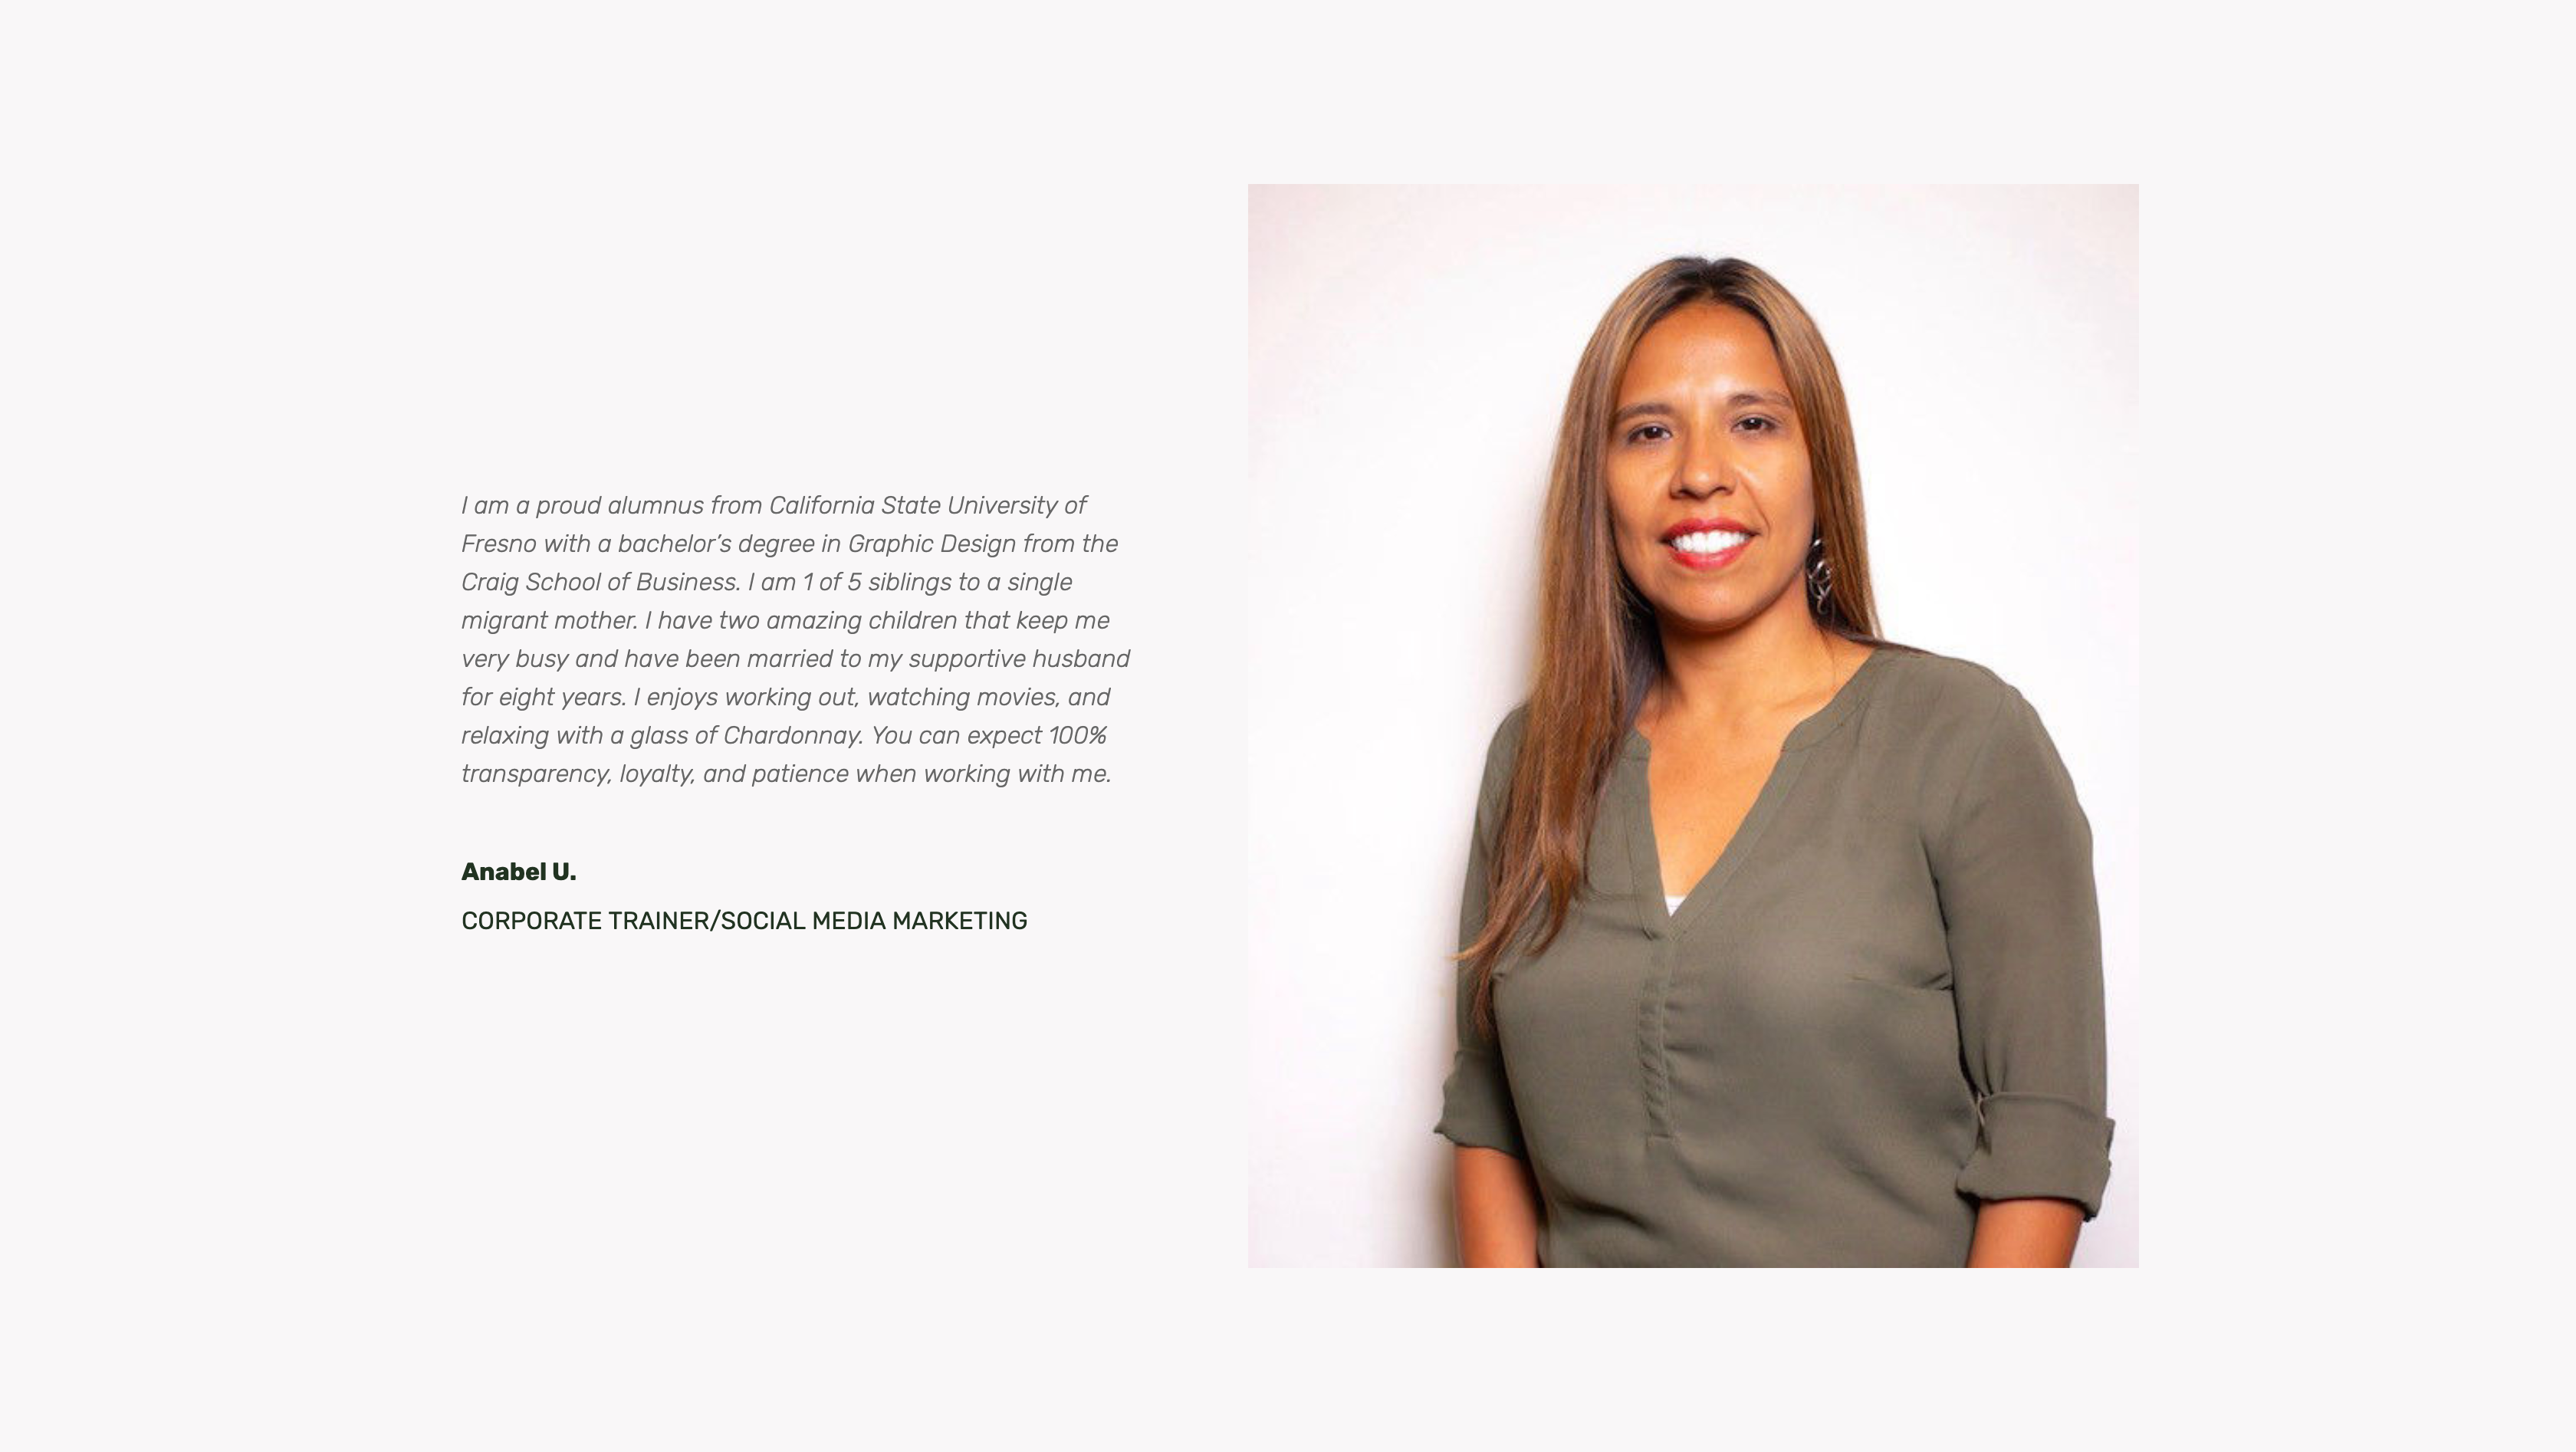 I am a proud alumnus from California State University of
Fresno with a bachelor’s degree in Graphic Design from the
Craig School of Business. I am 1 of 5 siblings to a single
migrant mother. I have two amazing children that keep me
very busy and have been married to my supportive husband
for eight years. I enjoys working out, watching movies, and
relaxing with a glass of Chardonnay. You can expect 100%
transparency, loyalty, and patience when working with me.
Anabel U.
CORPORATE TRAINER/SOCIAL MEDIA MARKETING